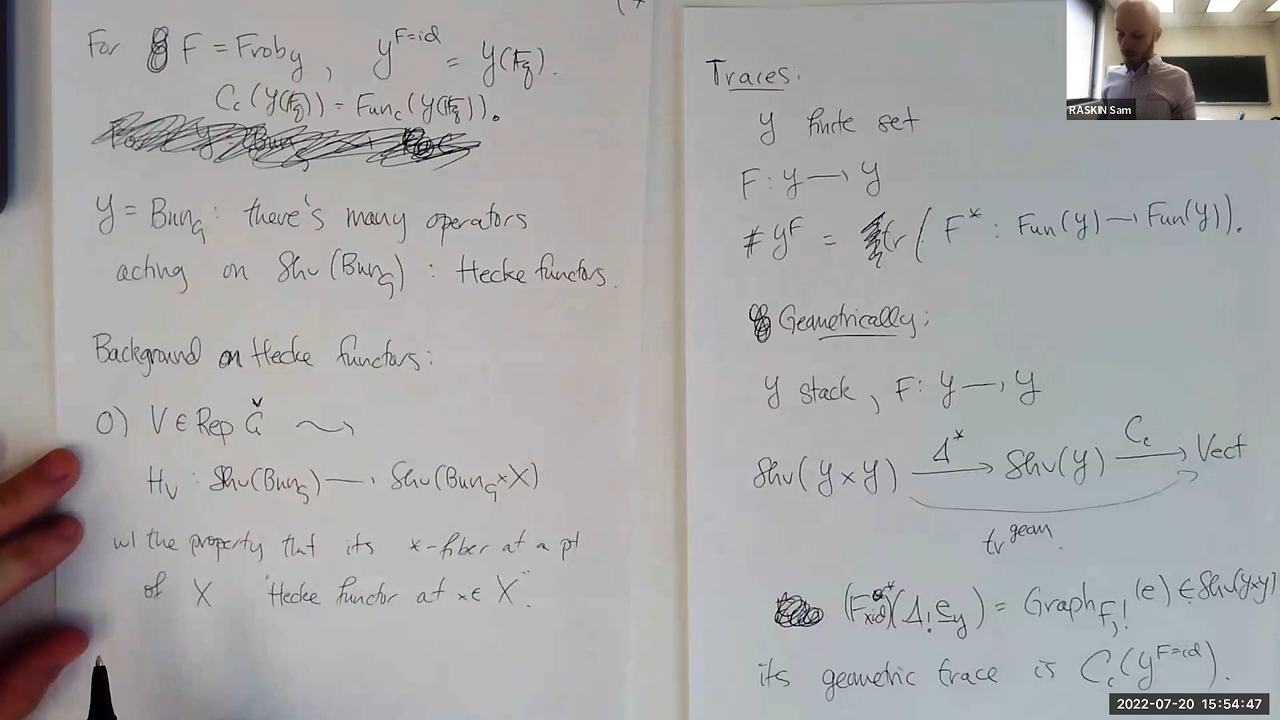 For F = Frob_y, y^{F=id} = y(F_q).
C_c(y(F_q)) = Fun_c(y(F_q)).
y = Bun_G : there's many operators
acting on Shv(Bun_G) : Hecke functors.
Background on Hecke functors:
0) V ∈ Rep Ǧ ⇝
H_V : Shv(Bun_G) → Shv(Bun_G × X)
w/ the property that its x-fiber at a pt
of X "Hecke functor at x ∈ X".
Traces:
y finite set
F : y → y
# y^F = tr(F^* : Fun(y) → Fun(y)).
Geometrically:
y stack, F : y → y
Shv(y × y) —Δ^*→ Shv(y) —C_c→ Vect
tr^{geom}.
(F×id)^*(Δ_! e_y) = Graph_{F,!}(e) ∈ Shv(y×y)
its geometric trace is C_c(y^{F=id}).
RASKIN Sam
2022-07-20 15:54:47